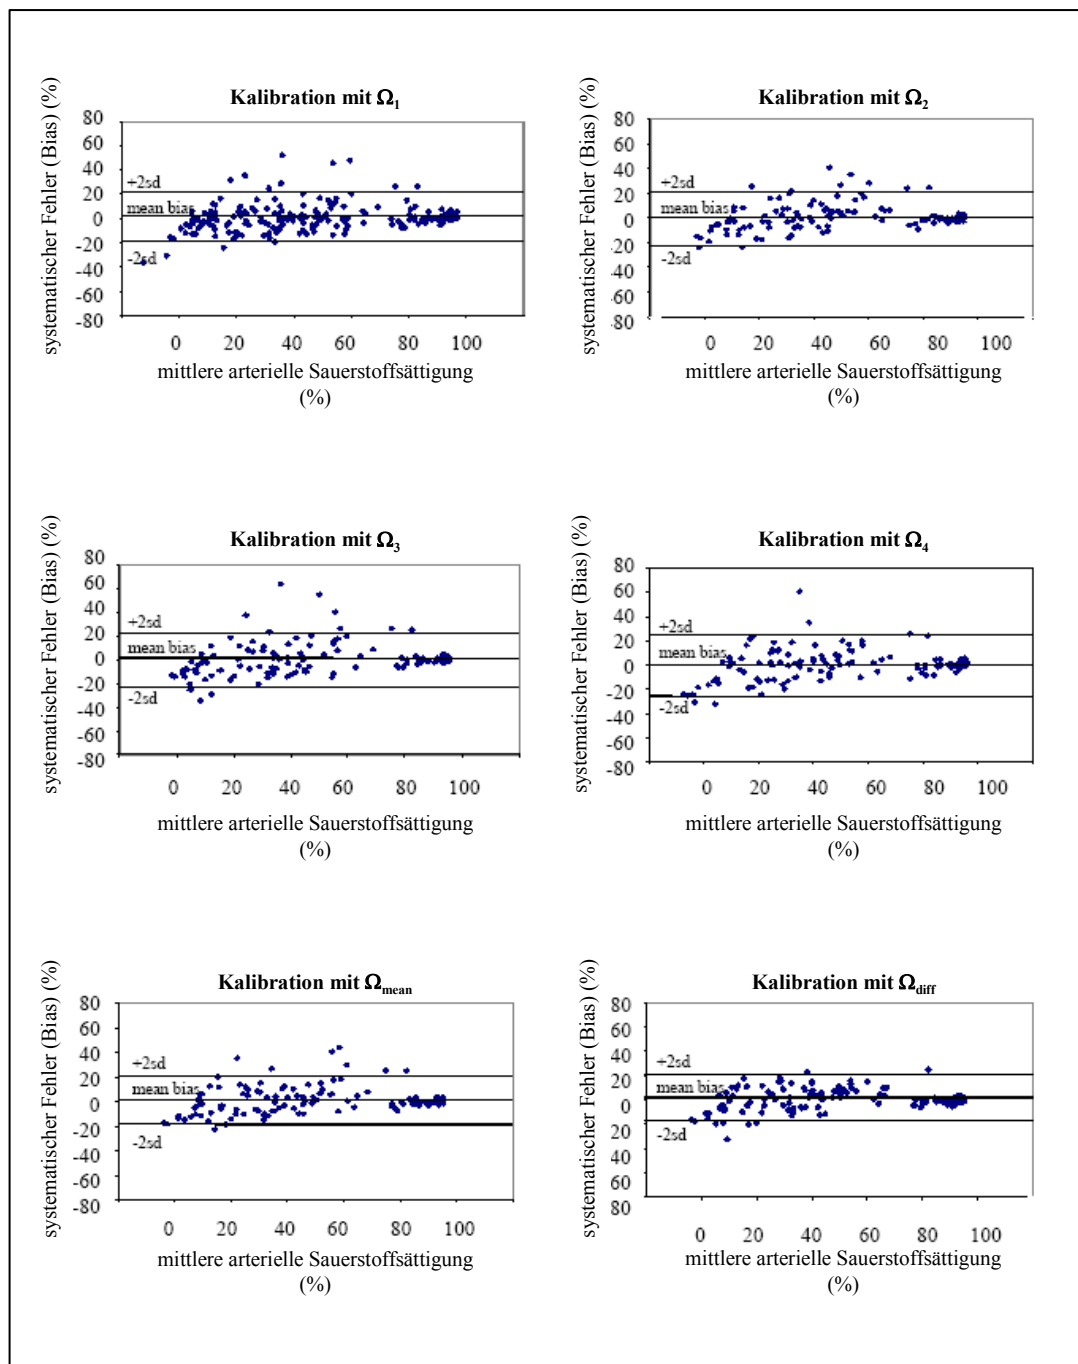 Kalibration mit Ω1
systematischer Fehler (Bias) (%)
80
60
40
20
0
-20
-40
-60
-80
+2sd
mean bias
-2sd
0 20 40 60 80 100
mittlere arterielle Sauerstoffsättigung
(%)
Kalibration mit Ω2
systematischer Fehler (Bias) (%)
80
60
40
20
0
-20
-40
-60
-80
+2sd
mean bias
-2sd
0 20 40 60 80 100
mittlere arterielle Sauerstoffsättigung
(%)
Kalibration mit Ω3
systematischer Fehler (Bias) (%)
80
60
40
20
0
-20
-40
-60
-80
+2sd
mean bias
-2sd
0 20 40 60 80 100
mittlere arterielle Sauerstoffsättigung
(%)
Kalibration mit Ω4
systematischer Fehler (Bias) (%)
80
60
40
20
0
-20
-40
-60
-80
+2sd
mean bias
-2sd
0 20 40 60 80 100
mittlere arterielle Sauerstoffsättigung
(%)
Kalibration mit Ωmean
systematischer Fehler (Bias) (%)
80
60
40
20
0
-20
-40
-60
-80
+2sd
mean bias
-2sd
0 20 40 60 80 100
mittlere arterielle Sauerstoffsättigung
(%)
Kalibration mit Ωdiff
systematischer Fehler (Bias) (%)
80
60
40
20
0
20
40
60
80
+2sd
mean bias
-2sd
0 20 40 60 80 100
mittlere arterielle Sauerstoffsättigung
(%)